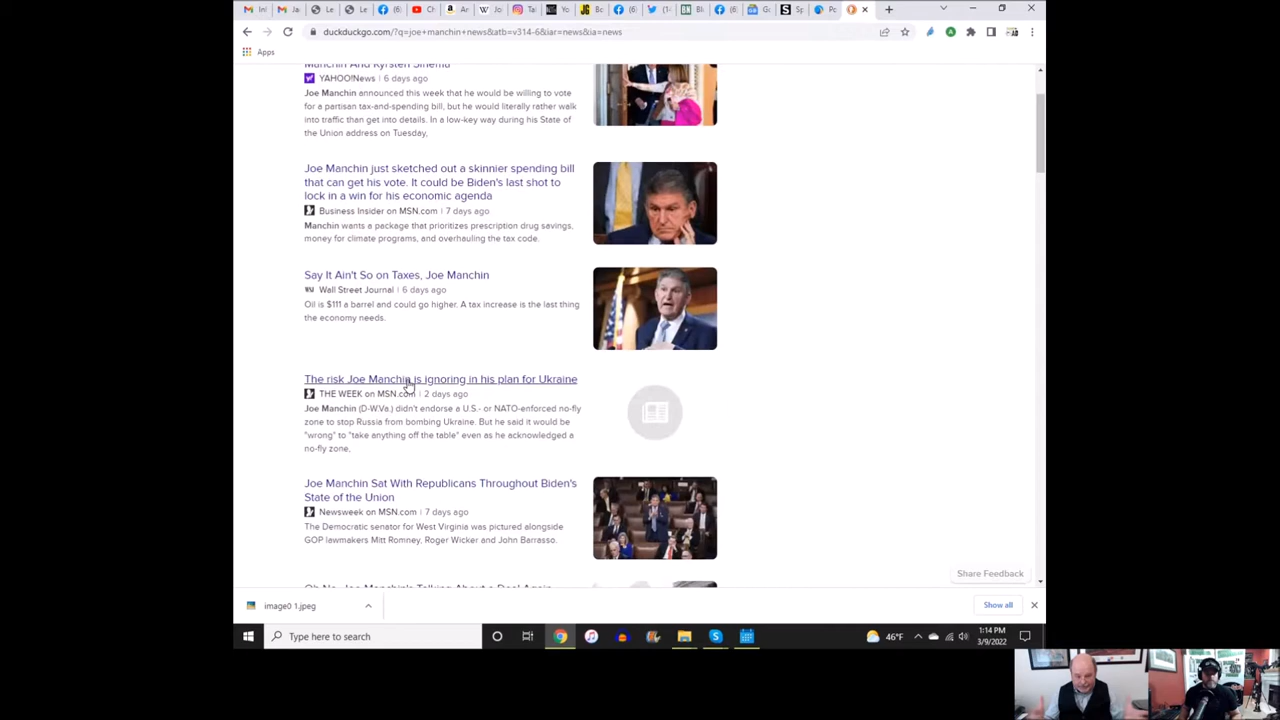 duckduckgo.com/?q=joe+manchin+news&atb=v314-6&iar=news&ia=news
Apps
Manchin And Kyrsten Sinema
YAHOO!News | 6 days ago
Joe Manchin announced this week that he would be willing to vote
for a partisan tax-and-spending bill, but he would literally rather walk
into traffic than get into details. In a low-key way during his State of
the Union address on Tuesday,
Joe Manchin just sketched out a skinnier spending bill
that can get his vote. It could be Biden's last shot to
lock in a win for his economic agenda
Business Insider on MSN.com | 7 days ago
Manchin wants a package that prioritizes prescription drug savings,
money for climate programs, and overhauling the tax code.
Say It Ain't So on Taxes, Joe Manchin
Wall Street Journal | 6 days ago
Oil is $111 a barrel and could go higher. A tax increase is the last thing
the economy needs.
The risk Joe Manchin is ignoring in his plan for Ukraine
THE WEEK on MSN.com | 2 days ago
Joe Manchin (D-W.Va.) didn't endorse a U.S.- or NATO-enforced no-fly
zone to stop Russia from bombing Ukraine. But he said it would be
"wrong" to "take anything off the table" even as he acknowledged a
no-fly zone,
Joe Manchin Sat With Republicans Throughout Biden's
State of the Union
Newsweek on MSN.com | 7 days ago
The Democratic senator for West Virginia was pictured alongside
GOP lawmakers Mitt Romney, Roger Wicker and John Barrasso.
Oh No, Joe Manchin's Talking About a Deal Again
Share Feedback
image0 1.jpeg
Show all
Type here to search
46°F
1:14 PM
3/9/2022